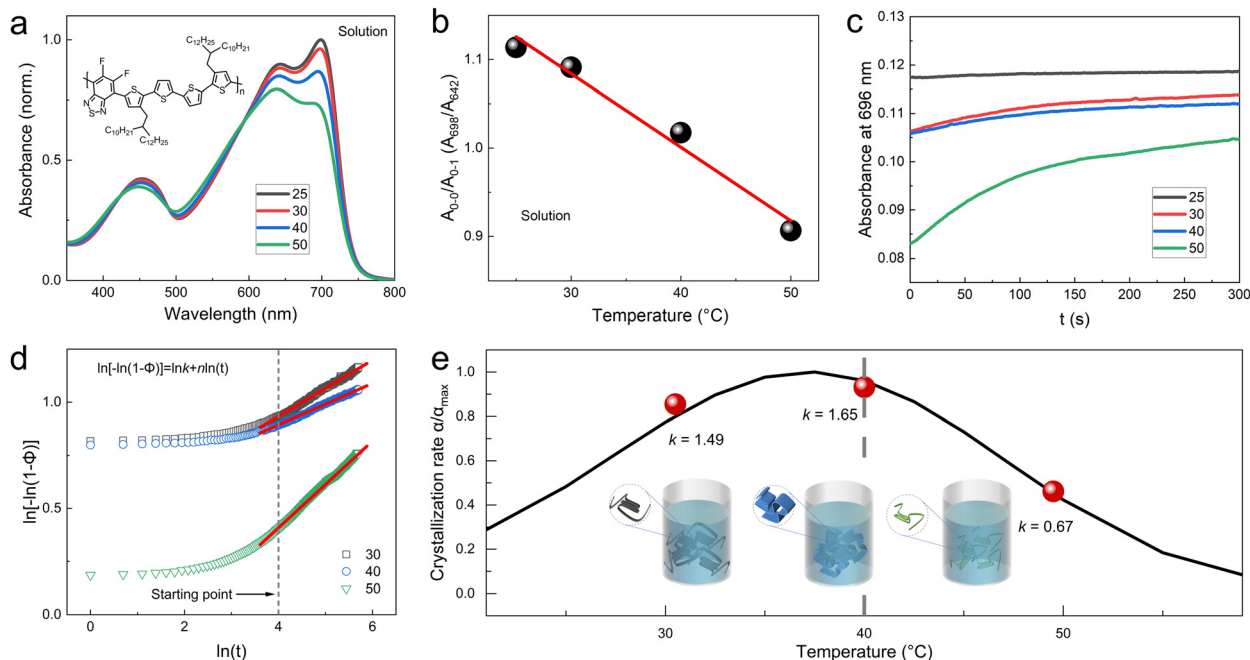 a
Solution
Absorbance (norm.)
1.0
0.5
0.0
400
500
600
700
800
Wavelength (nm)
25
30
40
50
F
F
N
S
N
S
S
S
S
n
C₁₂H₂₅
C₁₀H₂₁
C₁₀H₂₁
C₁₂H₂₅
b
A₀₋₀/A₀₋₁ (A₆₉₈/A₆₄₂)
1.1
1.0
0.9
Solution
30
40
50
Temperature (°C)
c
Absorbance at 696 nm
0.13
0.12
0.11
0.10
0.09
0.08
25
30
40
50
0
50
100
150
200
250
300
t (s)
d
ln[-ln(1-Φ)]=lnk+nln(t)
ln[-ln(1-Φ)]
1.0
0.5
0.0
30
40
50
Starting point
0
2
4
6
ln(t)
e
Crystallization rate α/αmax
1.0
0.8
0.6
0.4
0.2
0.0
k = 1.49
k = 1.65
k = 0.67
30
40
50
Temperature (°C)